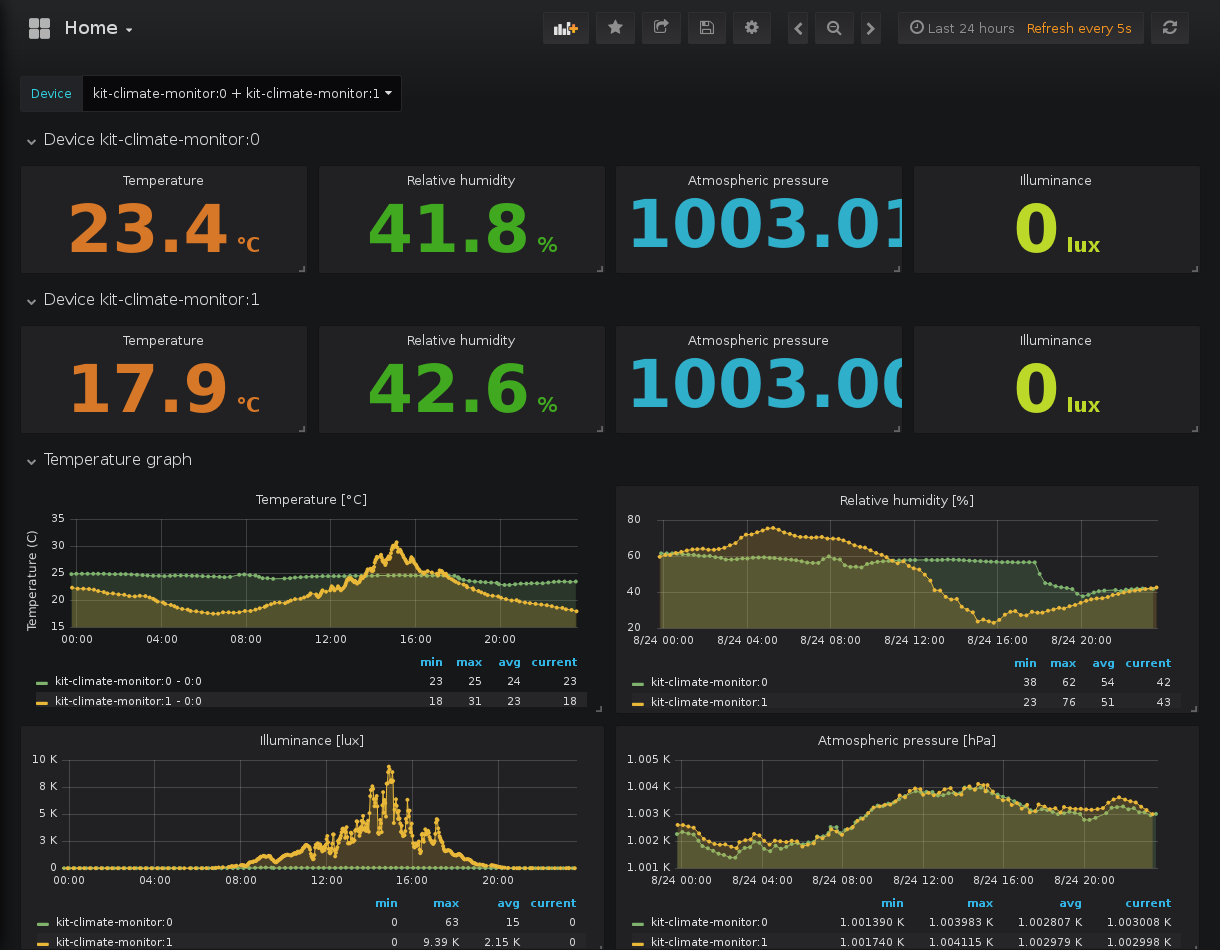 Home
Last 24 hours Refresh every 5s
Device kit-climate-monitor:0 + kit-climate-monitor:1
Device kit-climate-monitor:0
Temperature Relative humidity Atmospheric pressure Illuminance
23.4 °C 41.8 % 1003.01 0 lux
Device kit-climate-monitor:1
Temperature Relative humidity Atmospheric pressure Illuminance
17.9 °C 42.6 % 1003.00 0 lux
Temperature graph
Temperature [°C]
Temperature (C)
35
30
25
20
15
00:00 04:00 08:00 12:00 16:00 20:00
min max avg current
kit-climate-monitor:0 - 0:0 23 25 24 23
kit-climate-monitor:1 - 0:0 18 31 23 18
Relative humidity [%]
80
60
40
20
8/24 00:00 8/24 04:00 8/24 08:00 8/24 12:00 8/24 16:00 8/24 20:00
min max avg current
kit-climate-monitor:0 38 62 54 42
kit-climate-monitor:1 23 76 51 43
Illuminance [lux]
10 K
8 K
5 K
3 K
0
00:00 04:00 08:00 12:00 16:00 20:00
min max avg current
kit-climate-monitor:0 0 63 15 0
kit-climate-monitor:1 0 9.39 K 2.15 K 0
Atmospheric pressure [hPa]
1.005 K
1.004 K
1.003 K
1.002 K
1.001 K
8/24 00:00 8/24 04:00 8/24 08:00 8/24 12:00 8/24 16:00 8/24 20:00
min max avg current
kit-climate-monitor:0 1.001390 K 1.003983 K 1.002807 K 1.003008 K
kit-climate-monitor:1 1.001740 K 1.004115 K 1.002979 K 1.002998 K